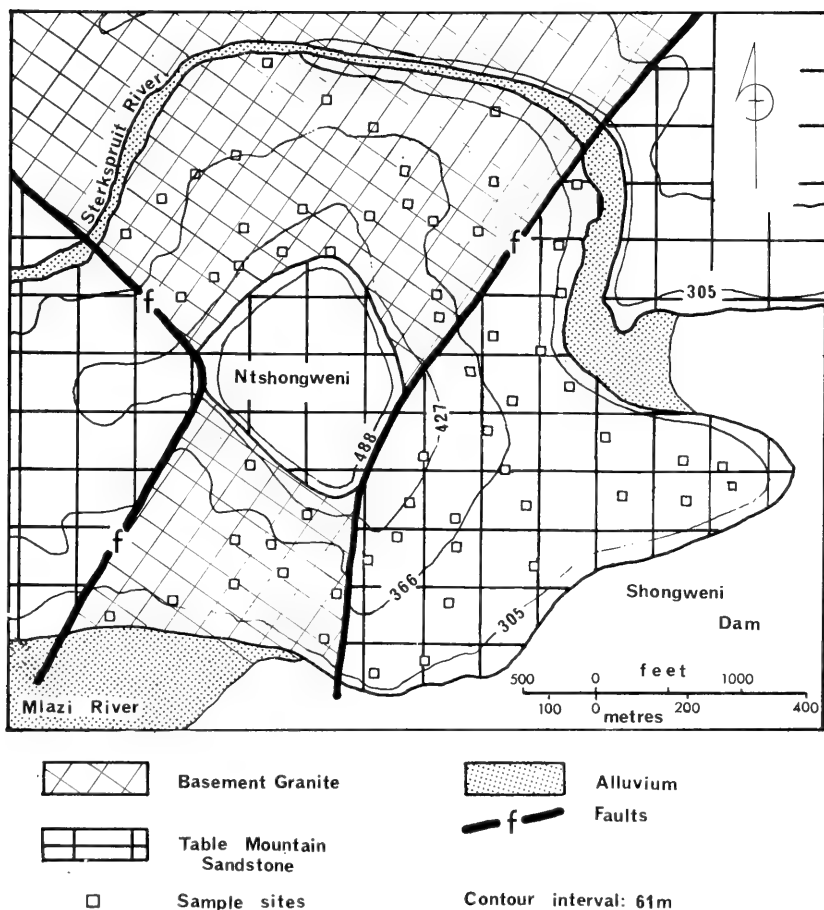 Sterkspruit River
f
f
305
Ntshongweni
488
427
f
366
305
Shongweni
Dam
Mlazi River
500 0 feet 1000
100 0 metres 200 400
Basement Granite
Alluvium
f Faults
Table Mountain
Sandstone
Sample sites
Contour interval: 61m